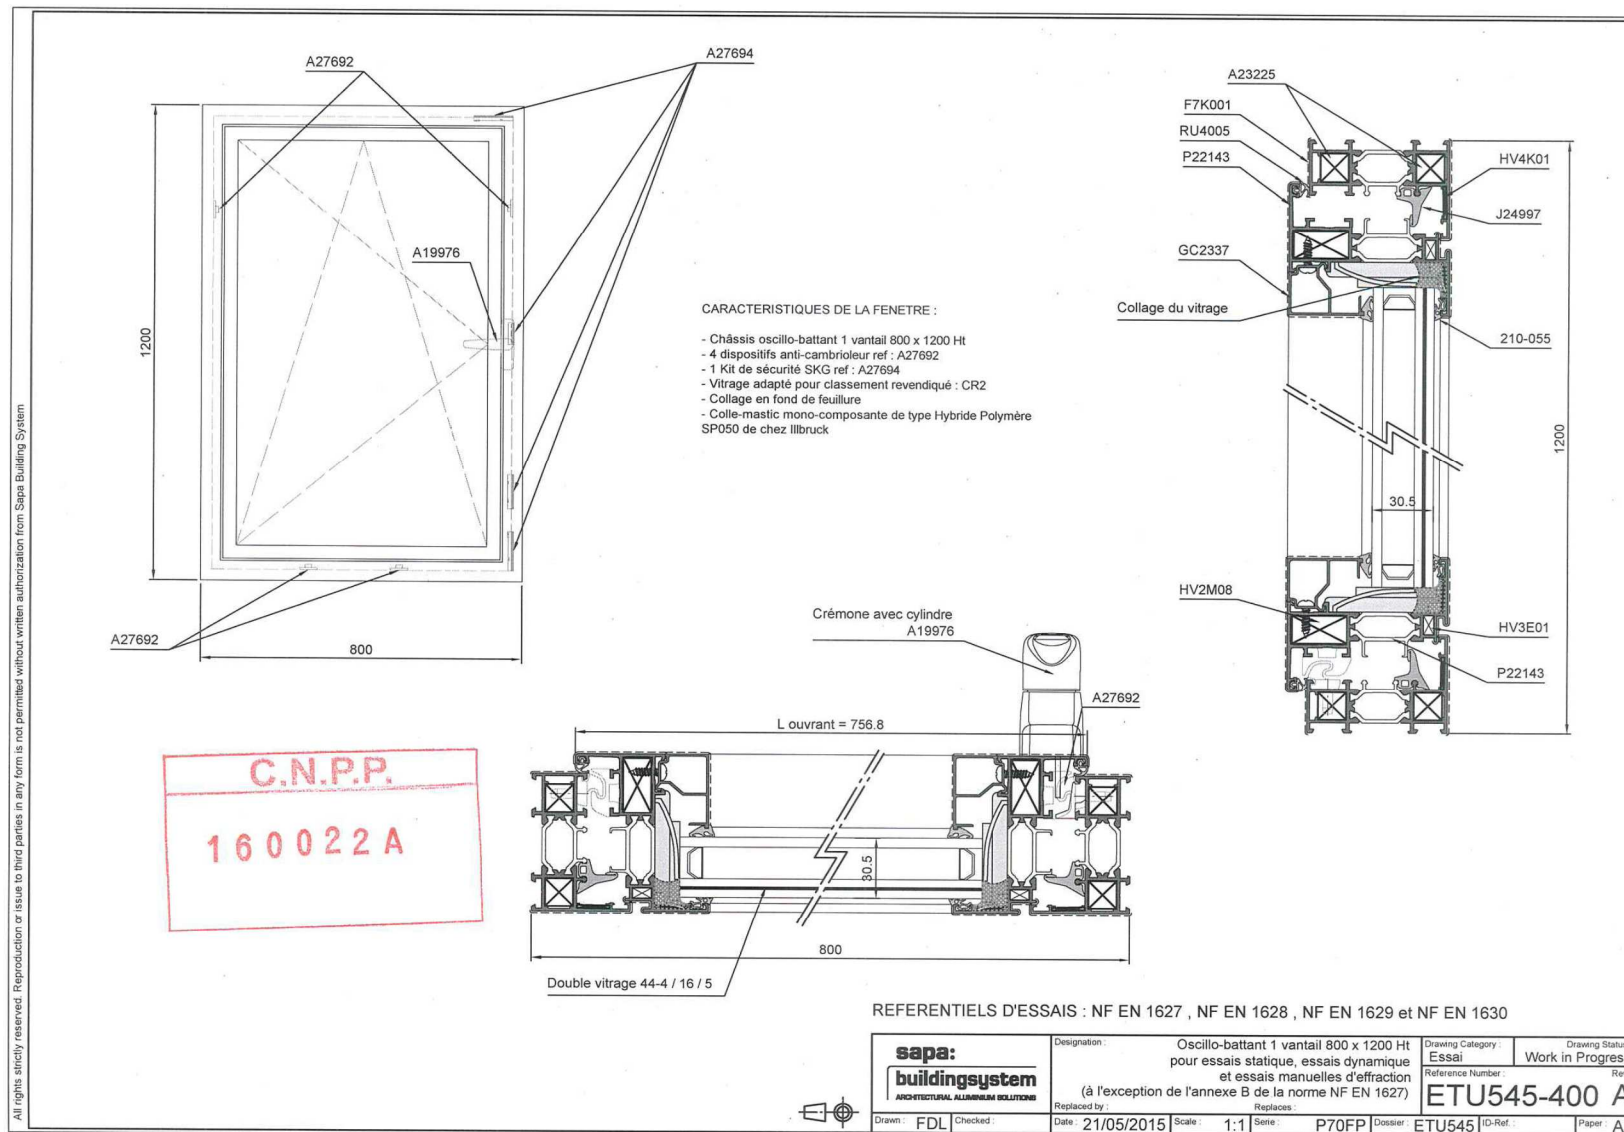 All rights strictly reserved. Reproduction or issue to third parties in any form is not permitted without written authorization from Sapa Building System
A27692
A27694
1200
A19976
A27692
800
CARACTERISTIQUES DE LA FENETRE :
- Châssis oscillo-battant 1 vantail 800 x 1200 Ht
- 4 dispositifs anti-cambrioleur ref : A27692
- 1 Kit de sécurité SKG ref : A27694
- Vitrage adapté pour classement revendiqué : CR2
- Collage en fond de feuillure
- Colle-mastic mono-composante de type Hybride Polymère
SP050 de chez Illbruck
A23225
F7K001
RU4005
P22143
HV4K01
J24997
GC2337
Collage du vitrage
210-055
1200
30.5
HV2M08
HV3E01
P22143
Crémone avec cylindre
A19976
A27692
L ouvrant = 756.8
30.5
800
Double vitrage 44-4 / 16 / 5
C.N.P.P.
160022A
REFERENTIELS D'ESSAIS : NF EN 1627 , NF EN 1628 , NF EN 1629 et NF EN 1630
sapa:
buildingsystem
ARCHITECTURAL ALUMINIUM SOLUTIONS
Designation :
Oscillo-battant 1 vantail 800 x 1200 Ht
pour essais statique, essais dynamique
et essais manuelles d'effraction
(à l'exception de l'annexe B de la norme NF EN 1627)
Drawing Category :
Essai
Drawing Status
Work in Progres
Reference Number :
ETU545-400
Re
A
Replaced by :
Replaces :
Drawn : FDL
Checked :
Date : 21/05/2015
Scale : 1:1
Serie : P70FP
Dossier : ETU545
ID-Ref. :
Paper : A